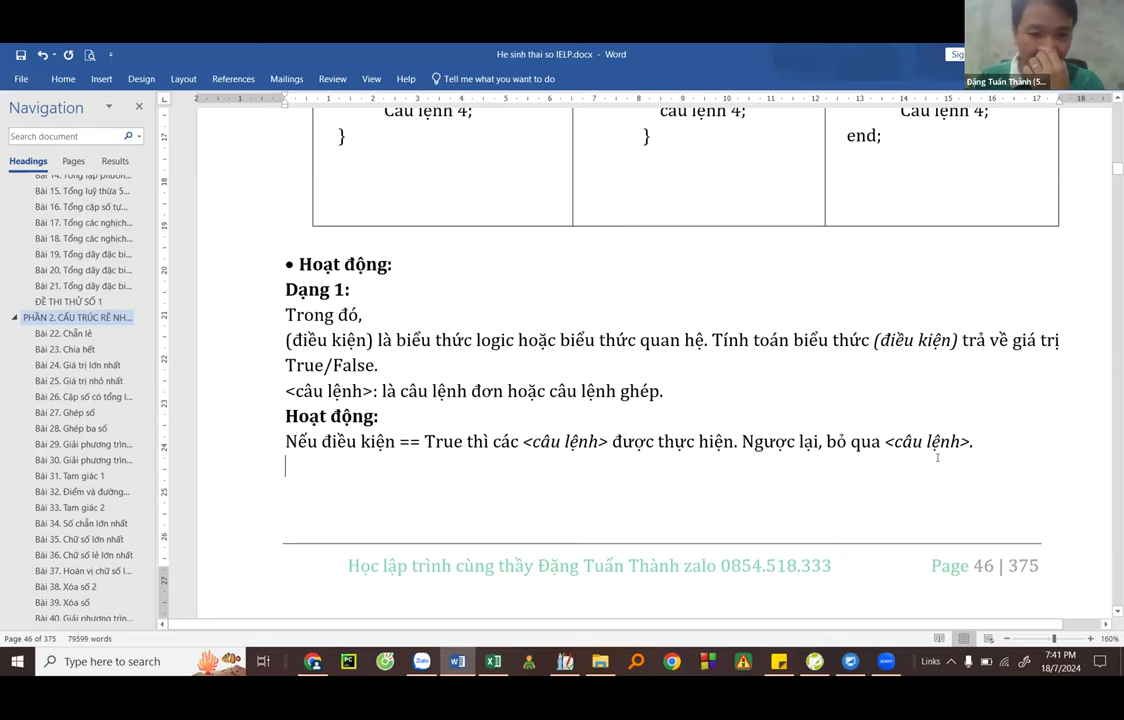 He sinh thai so IELP.docx - Word
Sig
File Home Insert Design Layout References Mailings Review View Help Tell me what you want to do
Đặng Tuấn Thành (5...
Navigation
Search document
Headings Pages Results
Bài 14. Tổng lập phươn...
Bài 15. Tổng luỹ thừa 5...
Bài 16. Tổng cặp số tự...
Bài 17. Tổng các nghịch...
Bài 18. Tổng các nghịch...
Bài 19. Tổng dãy đặc bi...
Bài 20. Tổng dãy đặc bi...
Bài 21. Tổng dãy đặc bi...
ĐỀ THI THỬ SỐ 1
PHẦN 2. CẤU TRÚC RẼ NH...
Bài 22. Chẵn lẻ
Bài 23. Chia hết
Bài 24. Giá trị lớn nhất
Bài 25. Giá trị nhỏ nhất
Bài 26. Cặp số có tổng l...
Bài 27. Ghép số
Bài 28. Ghép ba số
Bài 29. Giải phương trìn...
Bài 30. Giải phương trìn...
Bài 31. Tam giác 1
Bài 32. Điểm và đường...
Bài 33. Tam giác 2
Bài 34. Số chẵn lớn nhất
Bài 35. Chữ số lớn nhất
Bài 36. Chữ số lẻ lớn nhất
Bài 37. Hoán vị chữ số l...
Bài 38. Xóa số 2
Bài 39. Xóa số
Bài 40. Giải phương trìn...
Câu lệnh 4; câu lệnh 4; Câu lệnh 4;
} } end;
• Hoạt động:
Dạng 1:
Trong đó,
(điều kiện) là biểu thức logic hoặc biểu thức quan hệ. Tính toán biểu thức (điều kiện) trả về giá trị
True/False.
<câu lệnh>: là câu lệnh đơn hoặc câu lệnh ghép.
Hoạt động:
Nếu điều kiện == True thì các <câu lệnh> được thực hiện. Ngược lại, bỏ qua <câu lệnh>.
Học lập trình cùng thầy Đặng Tuấn Thành zalo 0854.518.333 Page 46 | 375
Page 46 of 375 79599 words 160%
Type here to search
Links
7:41 PM
18/7/2024